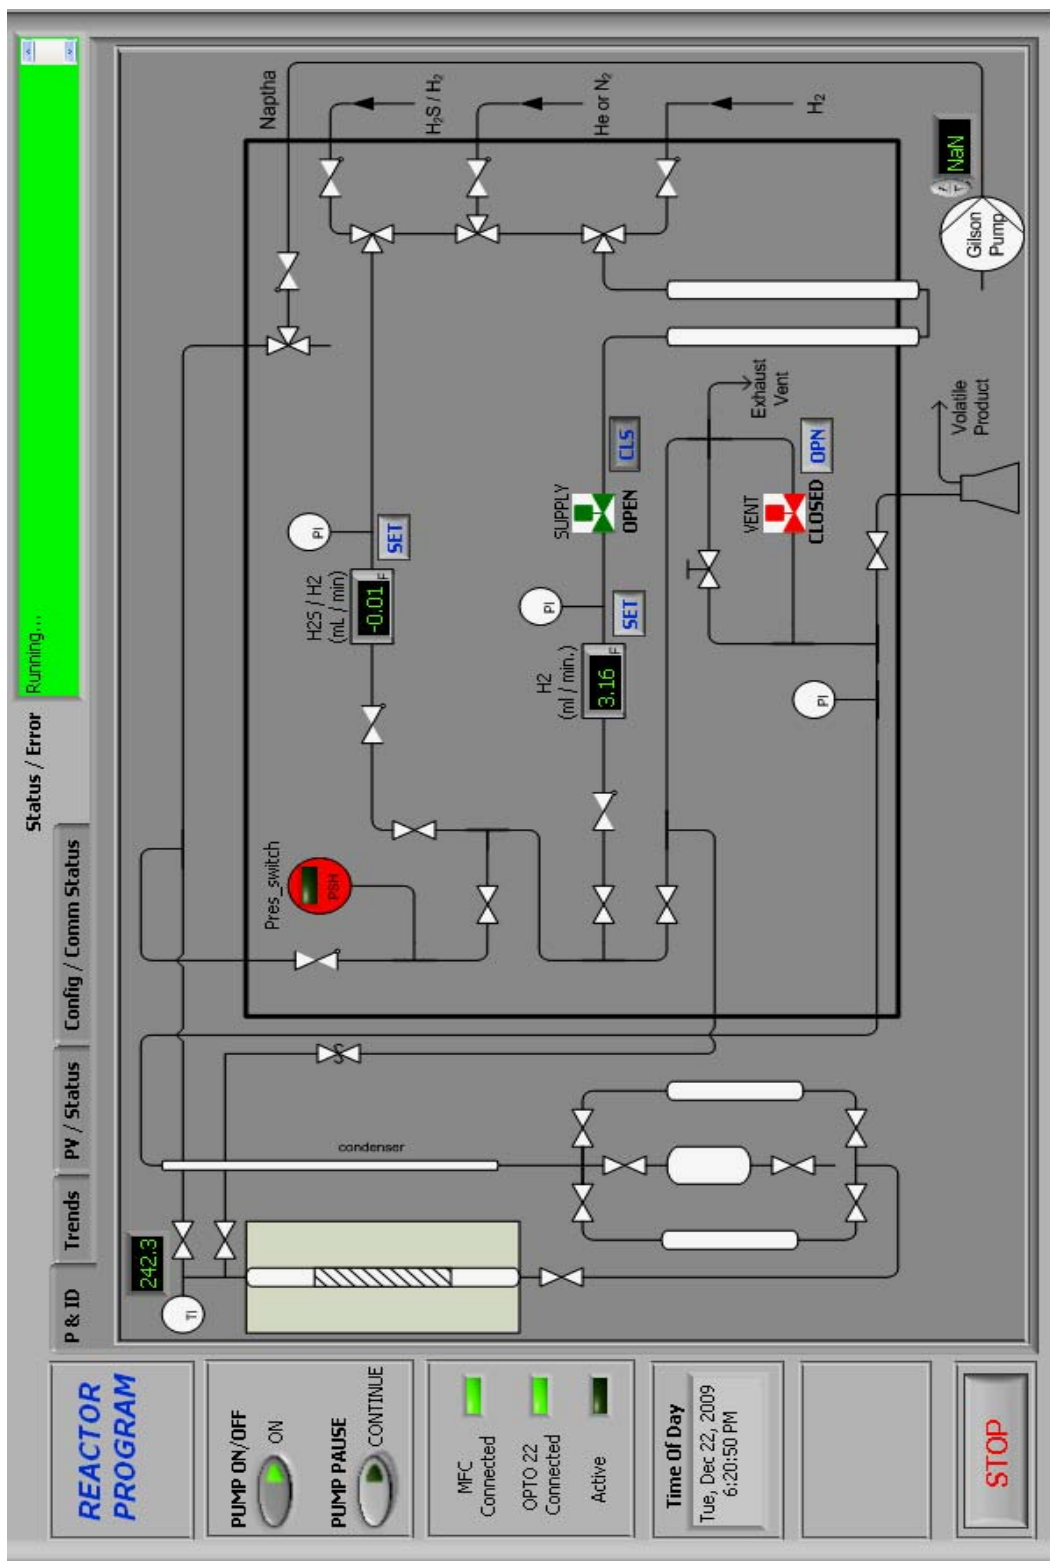 REACTOR
PROGRAM
PUMP ON/OFF
ON
PUMP PAUSE
CONTINUE
MFC
Connected
OPTO 22
Connected
Active
Time Of Day
Tue, Dec 22, 2009
6:20:50 PM
STOP
P & ID
Trends
PV / Status
Config / Comm Status
Status / Error
Running...
242.3
TI
condenser
Pres_switch
PSH
H2S / H2
(mL / min)
-0.01
F
SET
PI
H2
(ml / min.)
3.16
F
SET
PI
SUPPLY
OPEN
CLS
VENT
CLOSED
OPN
PI
Exhaust
Vent
Volatile
Product
Naptha
H₂S / H₂
He or N₂
H₂
Gilson
Pump
NaN